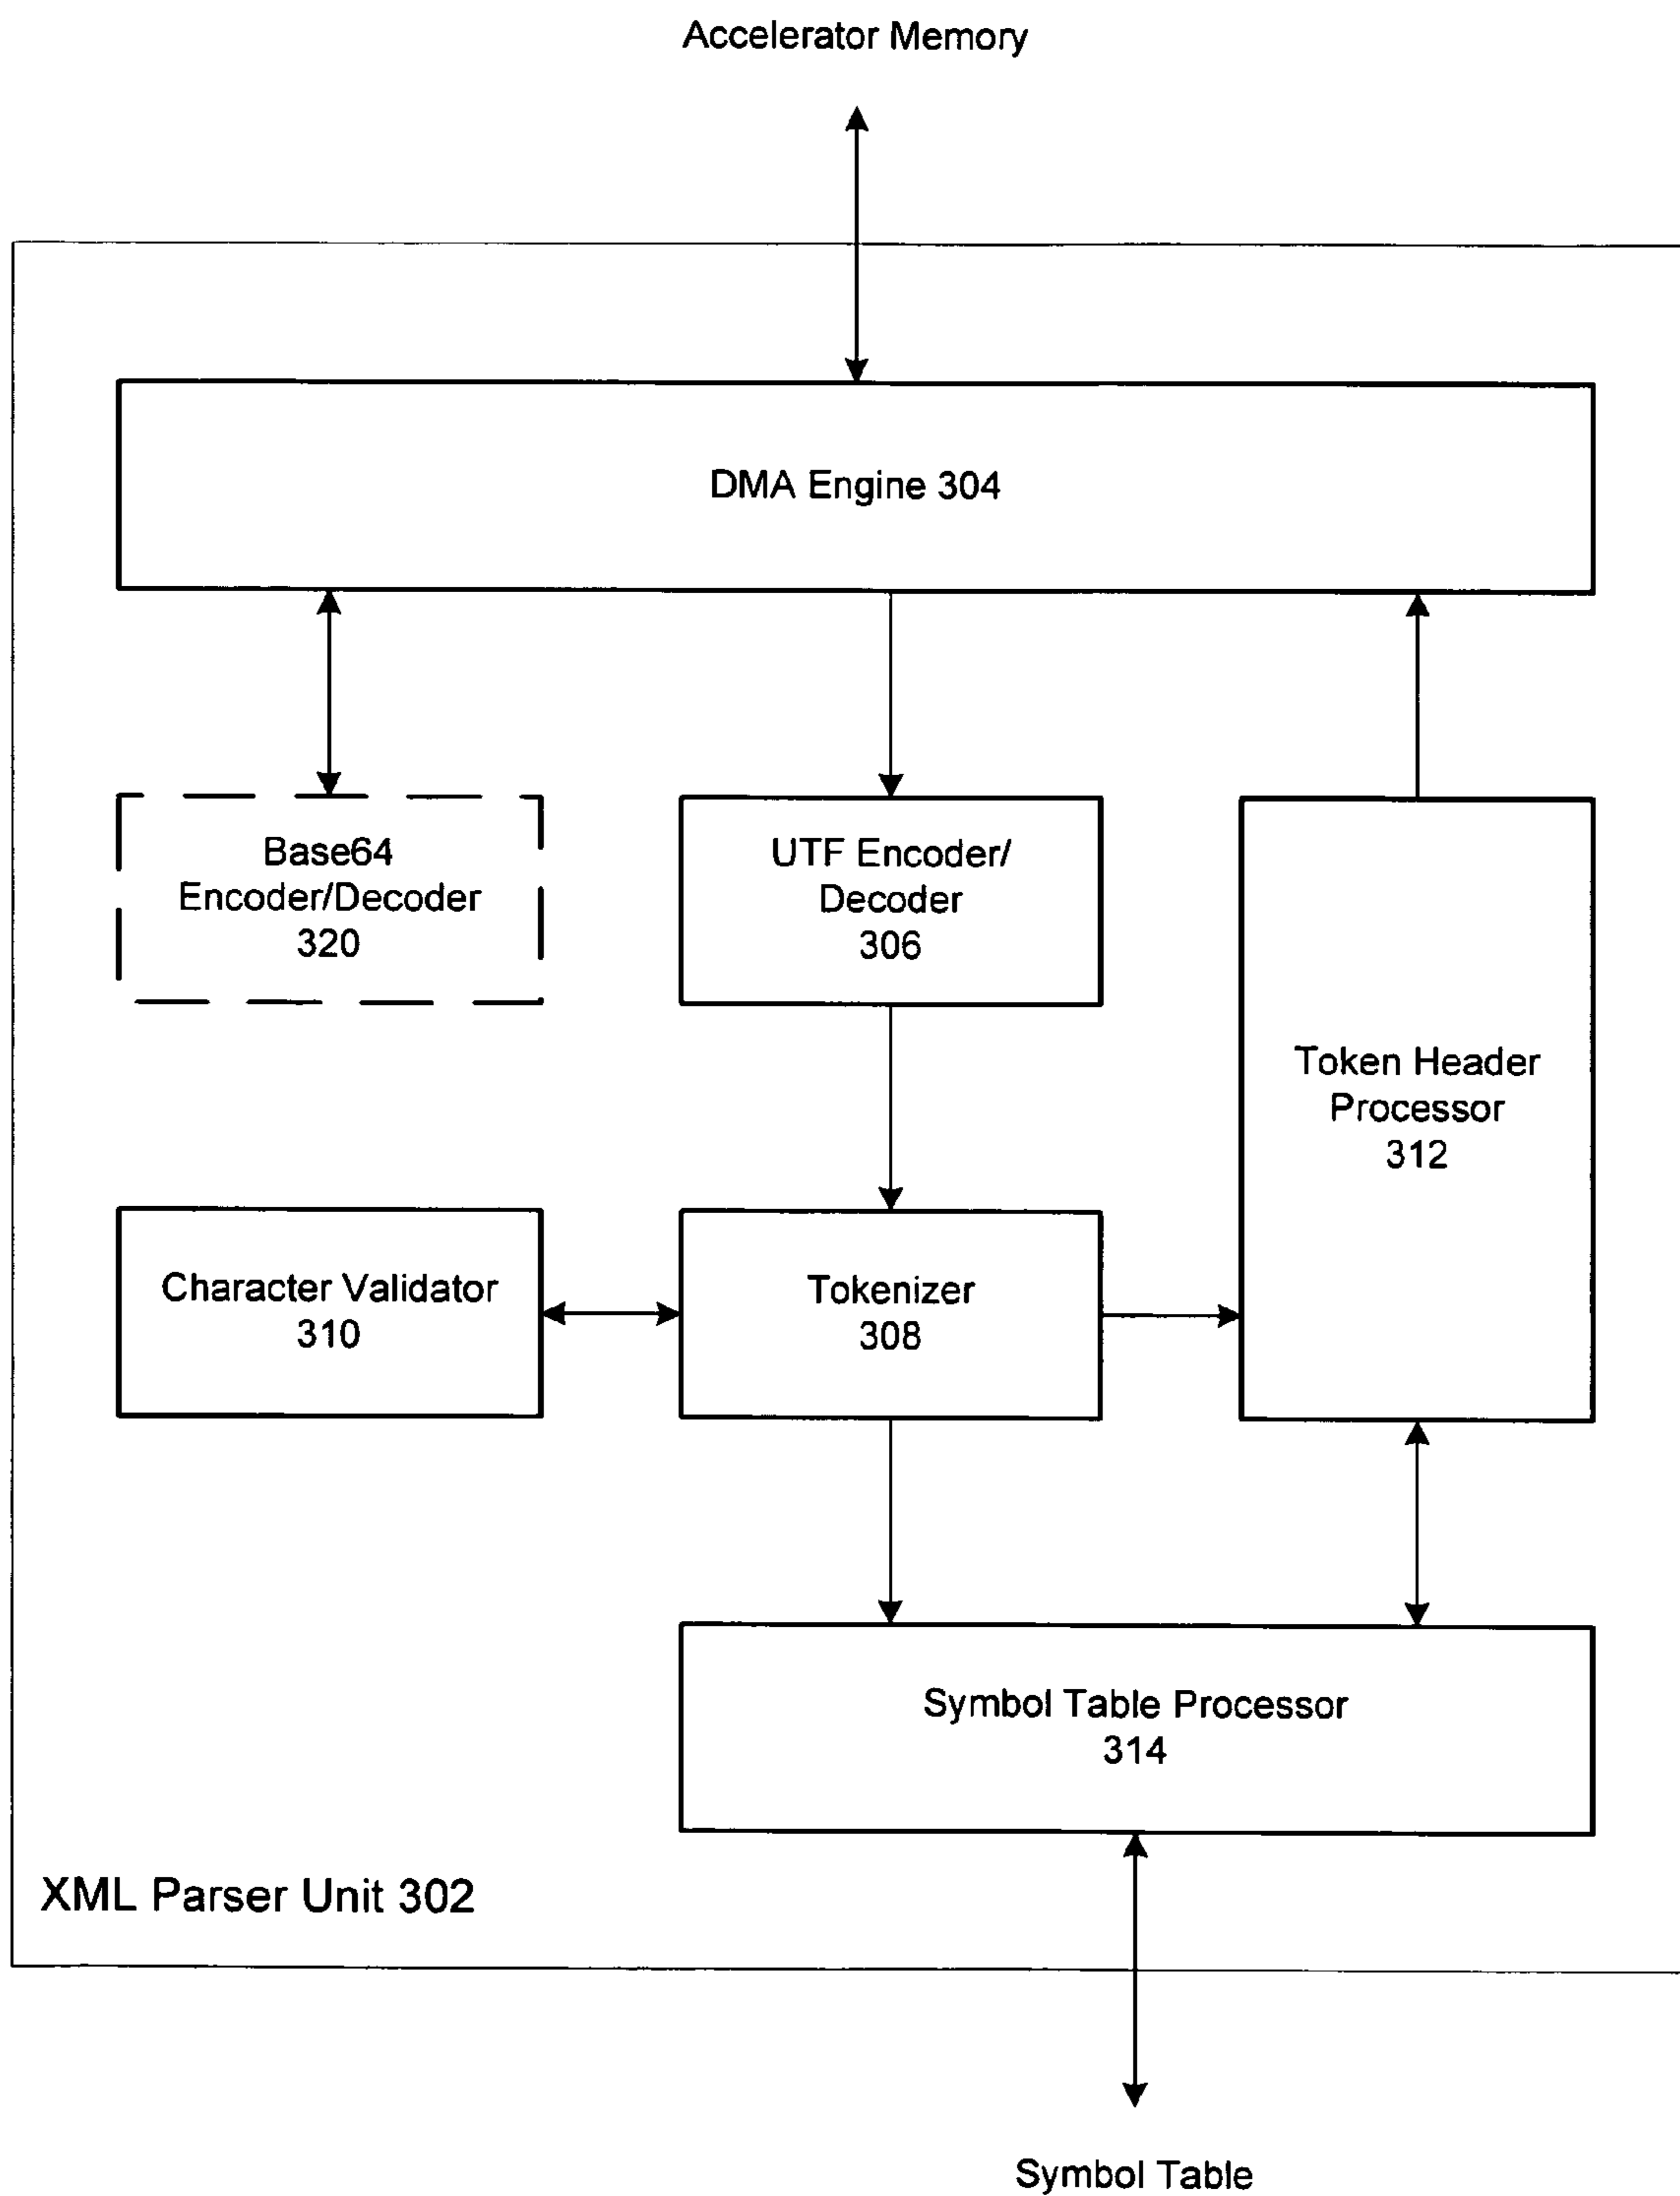 Accelerator Memory
DMA Engine 304
Base64
Encoder/Decoder
320
UTF Encoder/
Decoder
306
Token Header
Processor
312
Character Validator
310
Tokenizer
308
Symbol Table Processor
314
XML Parser Unit 302
Symbol Table